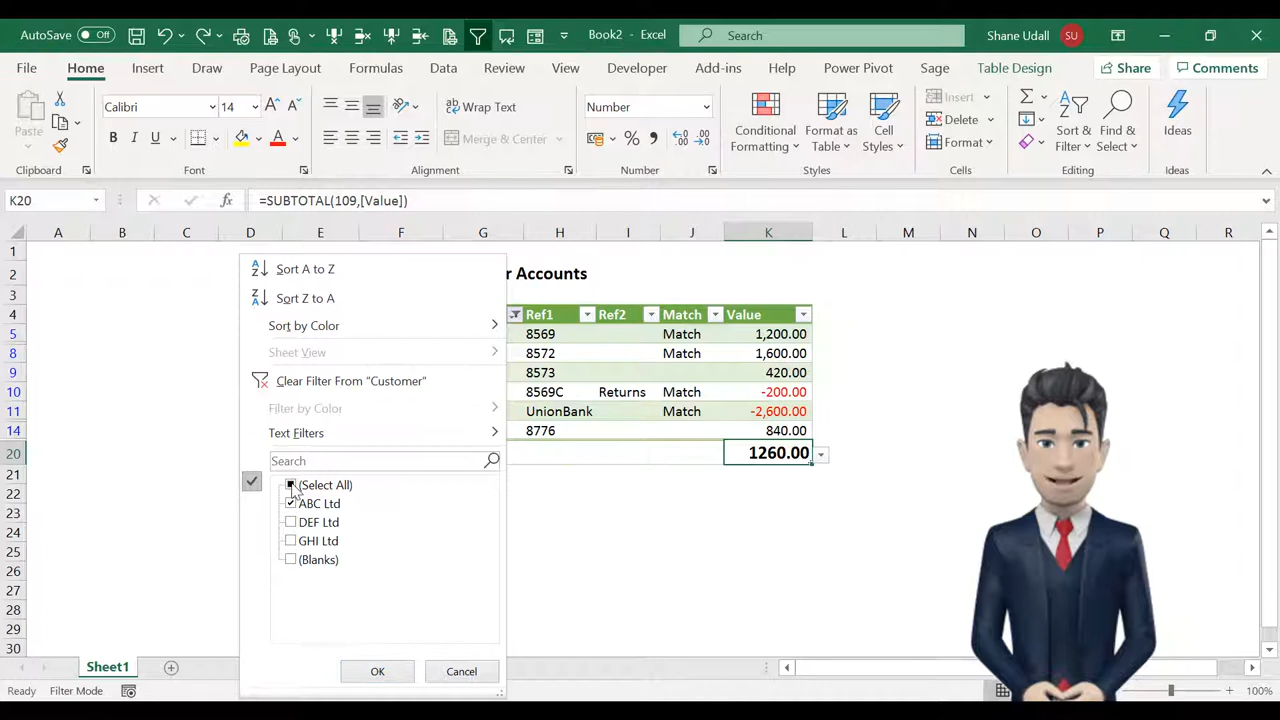 AutoSave Off Book2 - Excel Search Shane Udall SU
File Home Insert Draw Page Layout Formulas Data Review View Developer Add-ins Help Power Pivot Sage Table Design Share Comments
Calibri 14 A A Wrap Text Number Insert
Paste B I U A Merge & Center % Conditional Formatting Format as Table Cell Styles Delete Format Sort & Filter Find & Select Ideas
Clipboard Font Alignment Number Styles Cells Editing Ideas
K20 fx =SUBTOTAL(109,[Value])
A B C D E F G H I J K L M N O P Q R
1
2 r Accounts
3
4 Ref1 Ref2 Match Value
5 8569 Match 1,200.00
8 8572 Match 1,600.00
9 8573 420.00
10 8569C Returns Match -200.00
11 UnionBank Match -2,600.00
14 8776 840.00
20 1260.00
21
22
23
24
25
26
27
28
29
30
Sort A to Z
Sort Z to A
Sort by Color
Sheet View
Clear Filter From "Customer"
Filter by Color
Text Filters
Search
(Select All)
ABC Ltd
DEF Ltd
GHI Ltd
(Blanks)
OK Cancel
Sheet1
Ready Filter Mode 100%